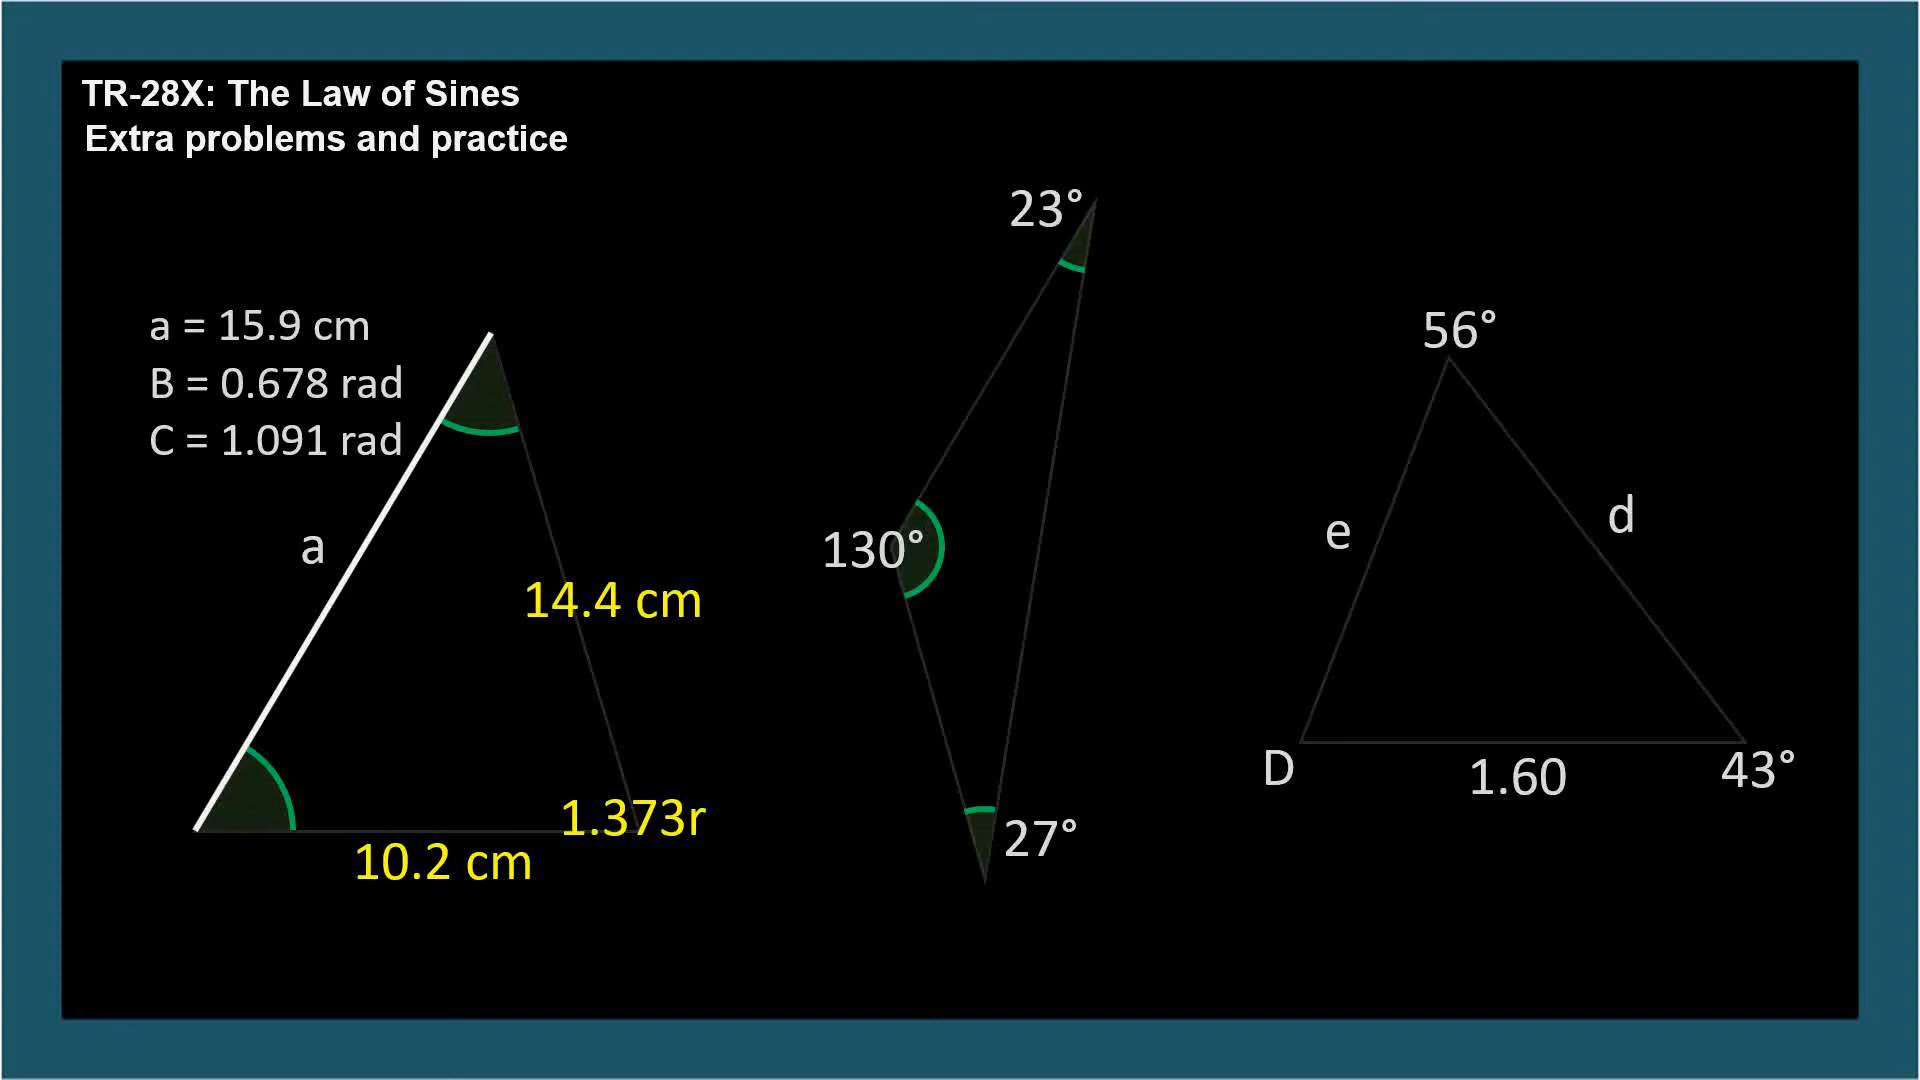 TR-28X: The Law of Sines
Extra problems and practice
a = 15.9 cm
B = 0.678 rad
C = 1.091 rad
a
14.4 cm
1.373r
10.2 cm
23°
130°
27°
56°
e
d
D
1.60
43°